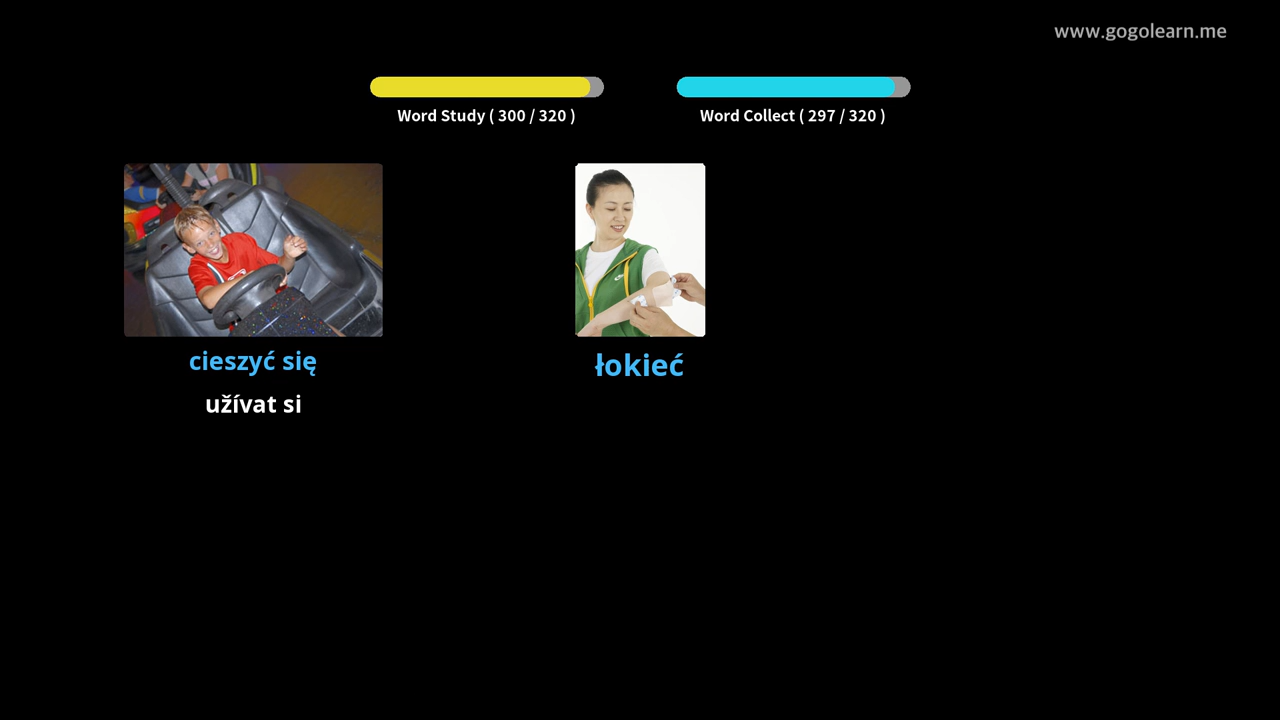 www.gogolearn.me
Word Study ( 300 / 320 )
Word Collect ( 297 / 320 )
cieszyć się
užívat si
łokieć